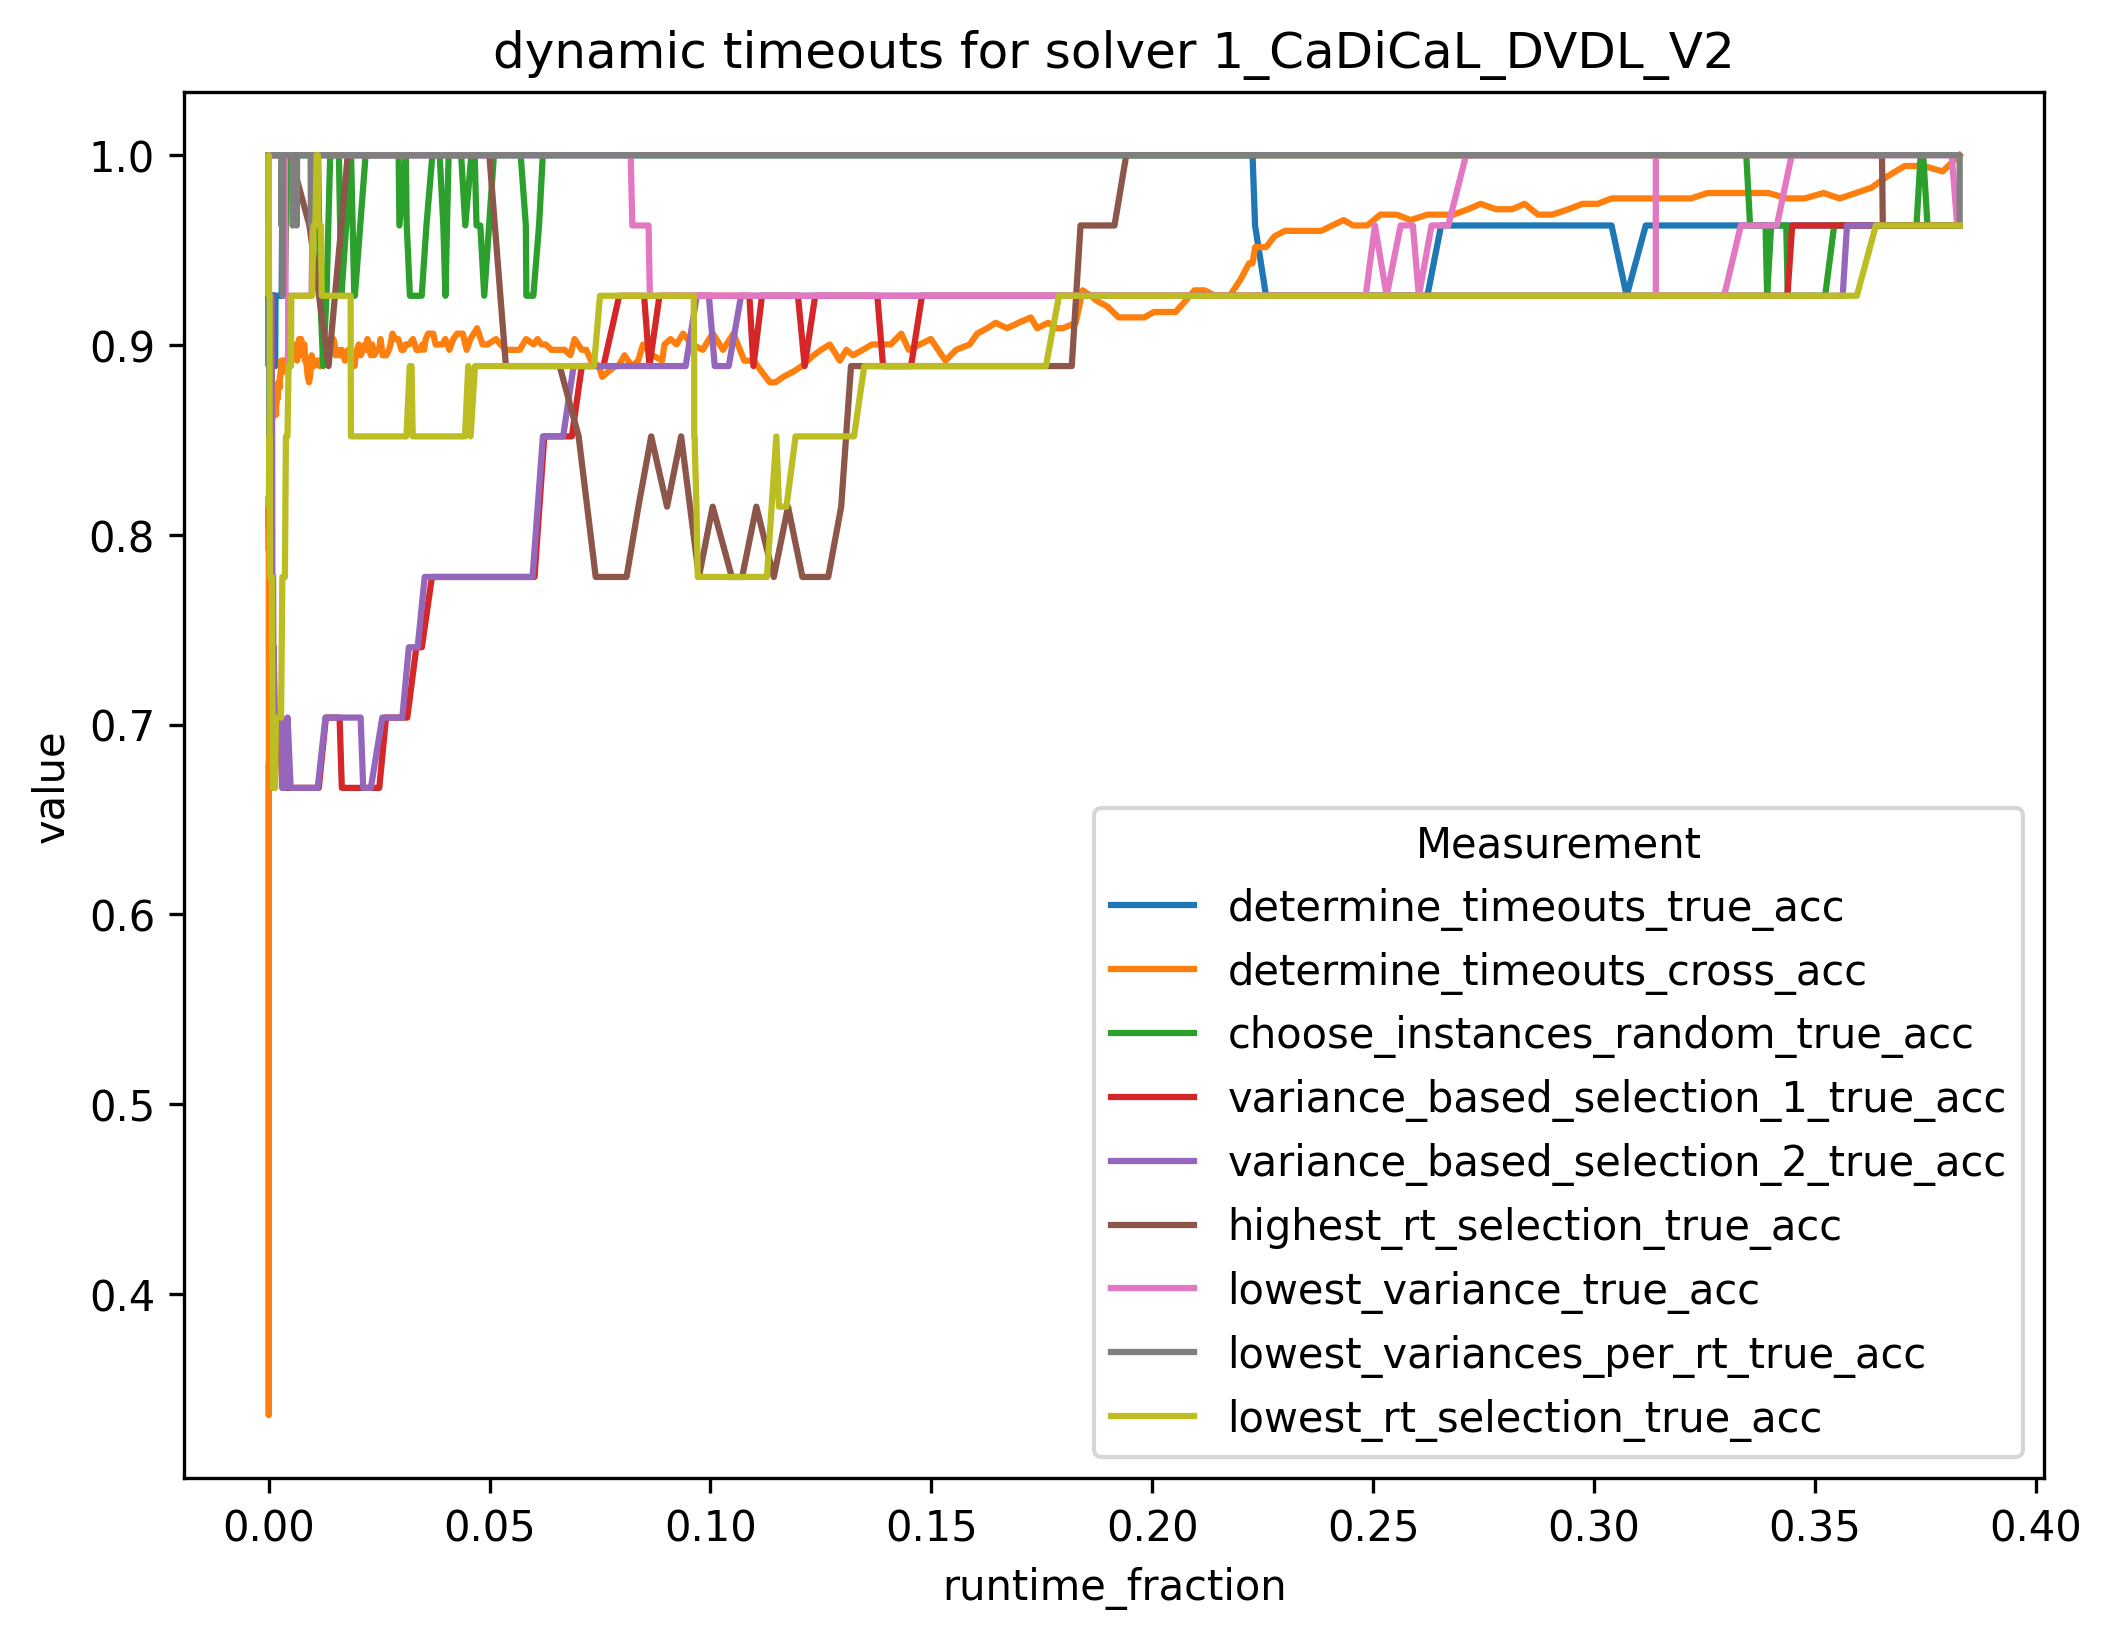 dynamic timeouts for solver 1_CaDiCaL_DVDL_V2
value
1.0
0.9
0.8
0.7
0.6
0.5
0.4
Measurement
determine_timeouts_true_acc
determine_timeouts_cross_acc
choose_instances_random_true_acc
variance_based_selection_1_true_acc
variance_based_selection_2_true_acc
highest_rt_selection_true_acc
lowest_variance_true_acc
lowest_variances_per_rt_true_acc
lowest_rt_selection_true_acc
0.00 0.05 0.10 0.15 0.20 0.25 0.30 0.35 0.40
runtime_fraction